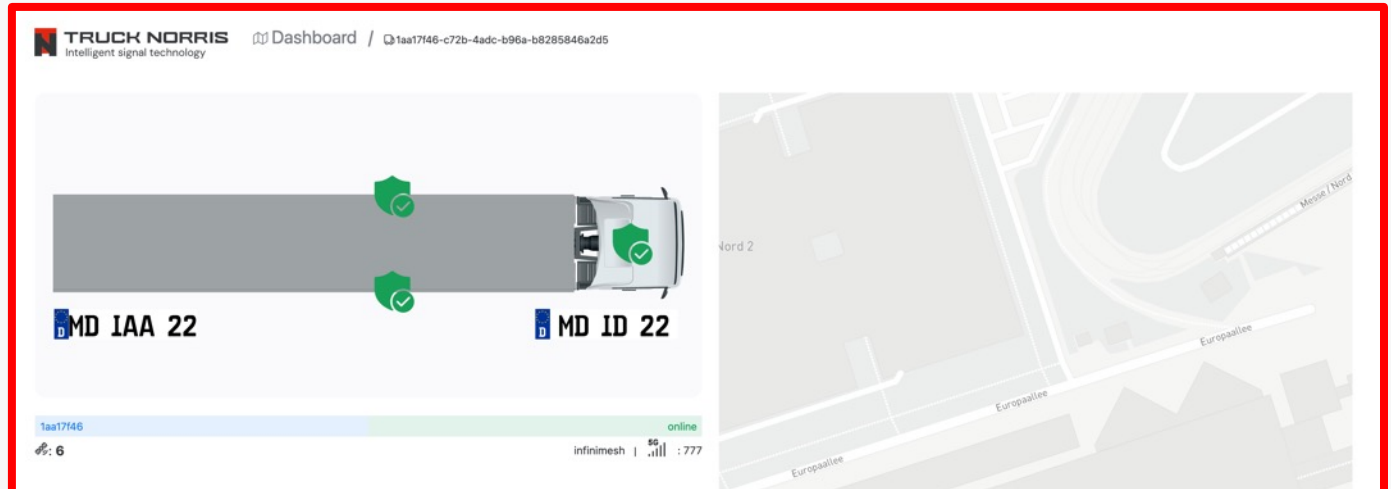 TRUCK NORRIS
Intelligent signal technology
Dashboard / 1aa17f46-c72b-4adc-b96a-b8285846a2d5
D MD IAA 22
D MD ID 22
1aa17f46 online
: 6
infinimesh | 5G : 777
Nord 2
Messe / Nord
Europaallee
Europaallee
Europaallee